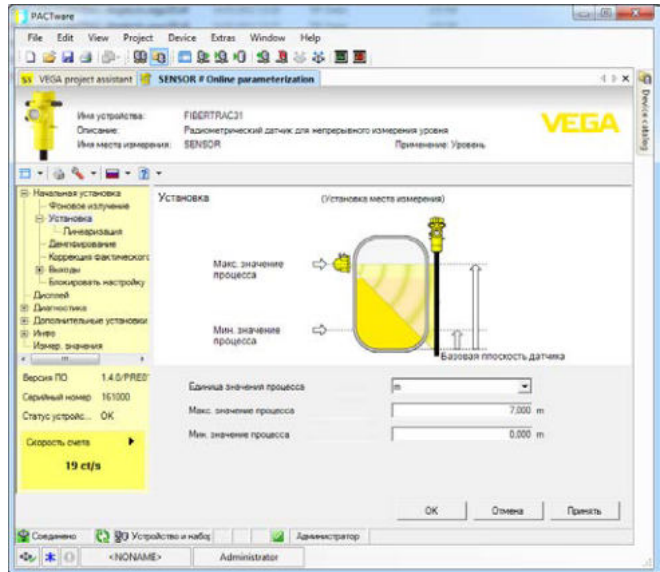 PACTware
File Edit View Project Device Extras Window Help
VEGA project assistant SENSOR # Online parameterization
Device catalog
Имя устройства: FIBERTRAC31
Описание: Радиометрический датчик для непрерывного измерения уровня
Имя места измерения: SENSOR Применение: Уровень
VEGA
Начальная установка
Фоновое излучение
Установка
Линеаризация
Демпфирование
Коррекция фактическог
Выходы
Блокировать настройку
Дисплей
Диагностика
Дополнительные установки
Инфо
Измер. значения
Версия ПО 1.4.0/PRE0
Серийный номер 161000
Статус устройс... OK
Скорость счета
19 ct/s
Установка (Установка места измерения)
Макс. значение
процесса
Мин. значение
процесса
Базовая плоскость датчика
Единица значения процесса m
Макс. значение процесса 7,000 m
Мин. значение процесса 0,000 m
OK Отмена Принять
Соединено Устройство и набор Администратор
<NONAME> Administrator